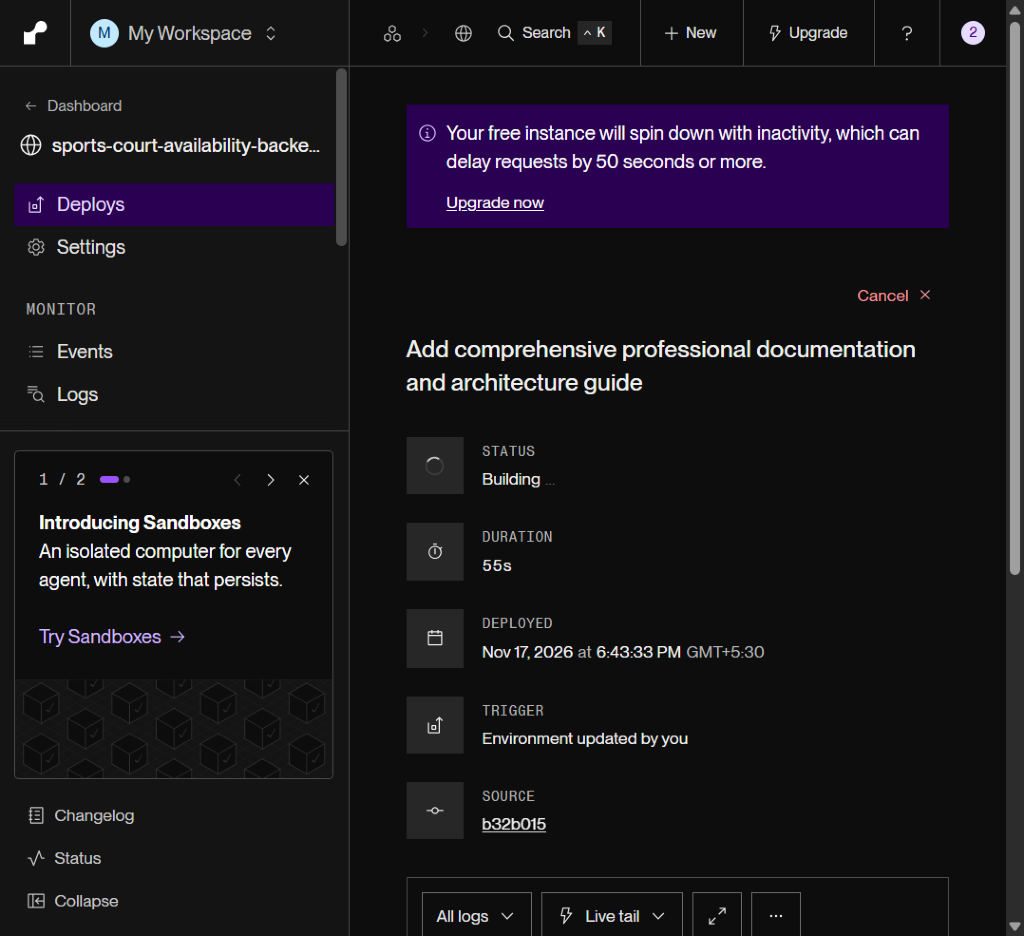 M My Workspace
Search ^ K
New
Upgrade
?
2
Dashboard
sports-court-availability-backe...
Deploys
Settings
MONITOR
Events
Logs
1 / 2
Introducing Sandboxes
An isolated computer for every
agent, with state that persists.
Try Sandboxes →
Changelog
Status
Collapse
Your free instance will spin down with inactivity, which can
delay requests by 50 seconds or more.
Upgrade now
Cancel
Add comprehensive professional documentation
and architecture guide
STATUS
Building ...
DURATION
55s
DEPLOYED
Nov 17, 2026 at 6:43:33 PM GMT+5:30
TRIGGER
Environment updated by you
SOURCE
b32b015
All logs
Live tail
...